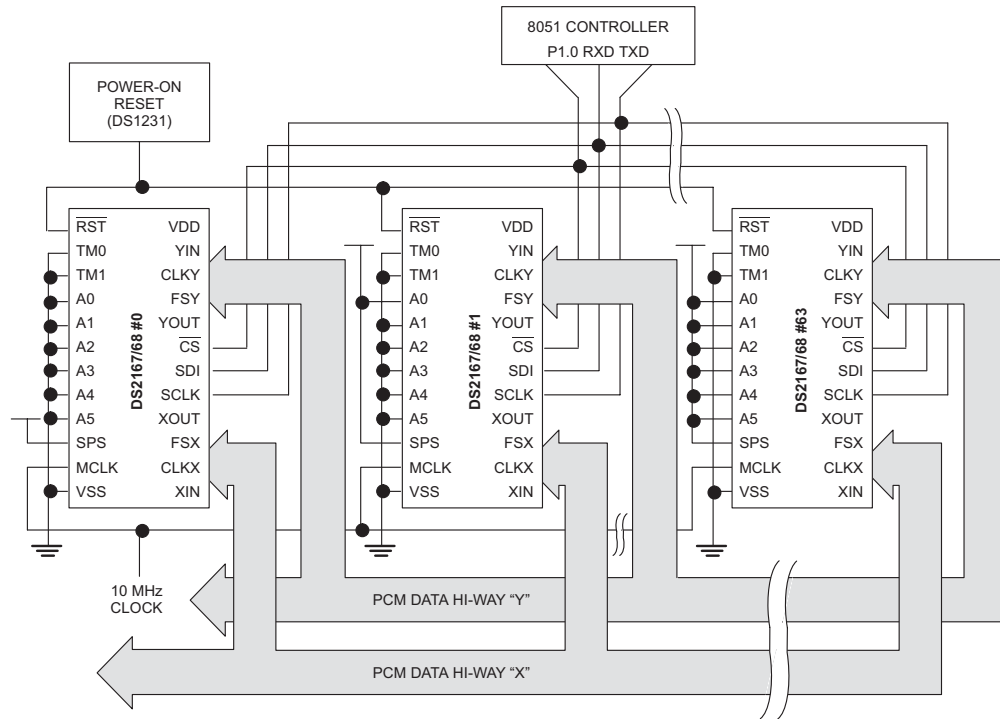 8051 CONTROLLER
P1.0 RXD TXD
POWER-ON
RESET
(DS1231)
RST
TM0
TM1
A0
A1
A2
A3
A4
A5
SPS
MCLK
VSS
DS2167/68 #0
VDD
YIN
CLKY
FSY
YOUT
CS
SDI
SCLK
XOUT
FSX
CLKX
XIN
RST
TM0
TM1
A0
A1
A2
A3
A4
A5
SPS
MCLK
VSS
DS2167/68 #1
VDD
YIN
CLKY
FSY
YOUT
CS
SDI
SCLK
XOUT
FSX
CLKX
XIN
RST
TM0
TM1
A0
A1
A2
A3
A4
A5
SPS
MCLK
VSS
DS2167/68 #63
VDD
YIN
CLKY
FSY
YOUT
CS
SDI
SCLK
XOUT
FSX
CLKX
XIN
10 MHz
CLOCK
PCM DATA HI-WAY “Y”
PCM DATA HI-WAY “X”